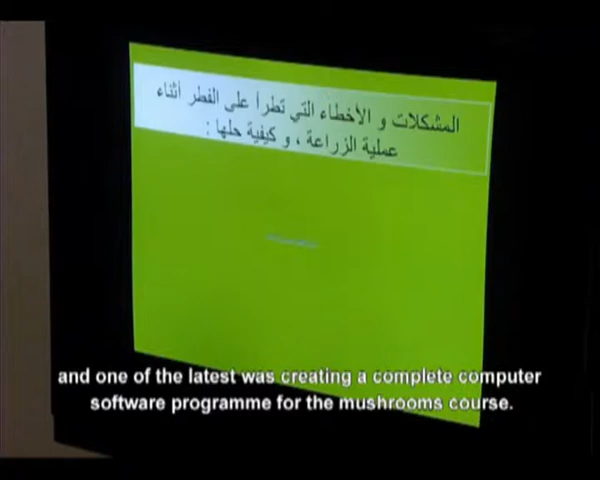 المشكلات و الأخطاء التي تطرأ على الفطر أثناء
عملية الزراعة ، و كيفية حلها :
and one of the latest was creating a complete computer
software programme for the mushrooms course.